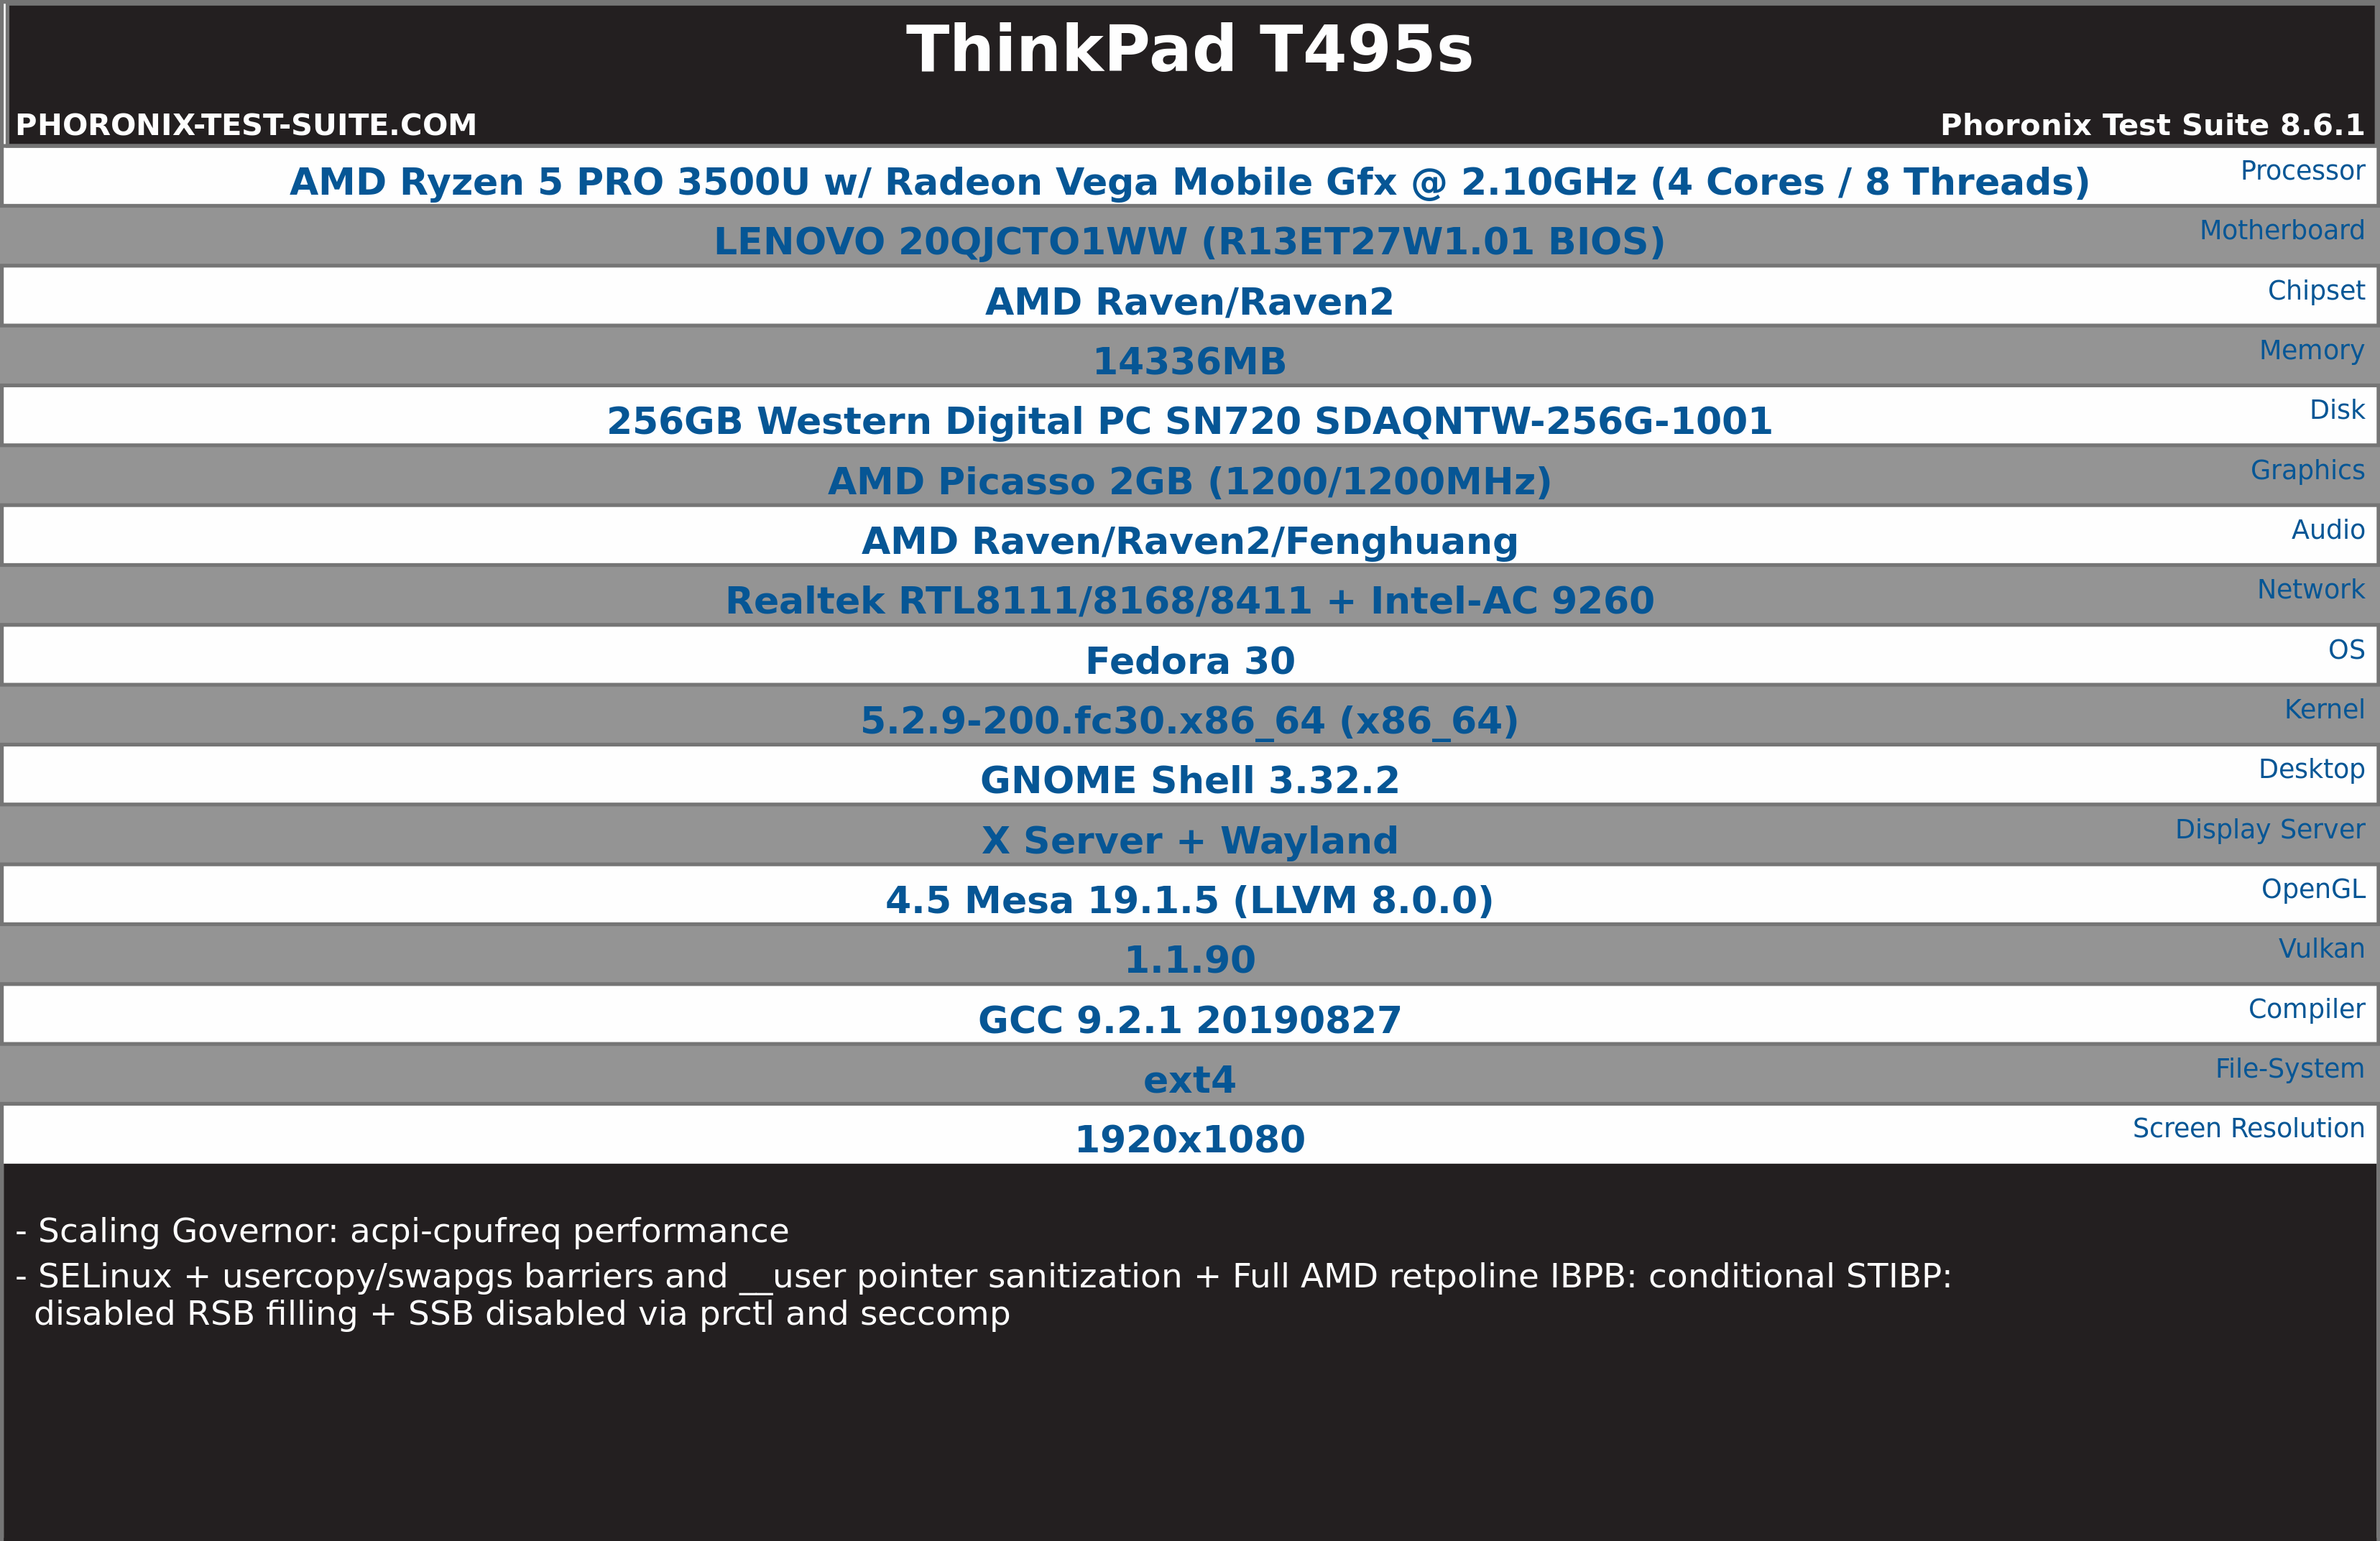 ThinkPad T495s
PHORONIX-TEST-SUITE.COM
Phoronix Test Suite 8.6.1
AMD Ryzen 5 PRO 3500U w/ Radeon Vega Mobile Gfx @ 2.10GHz (4 Cores / 8 Threads)
Processor
LENOVO 20QJCTO1WW (R13ET27W1.01 BIOS)
Motherboard
AMD Raven/Raven2
Chipset
14336MB
Memory
256GB Western Digital PC SN720 SDAQNTW-256G-1001
Disk
AMD Picasso 2GB (1200/1200MHz)
Graphics
AMD Raven/Raven2/Fenghuang
Audio
Realtek RTL8111/8168/8411 + Intel-AC 9260
Network
Fedora 30
OS
5.2.9-200.fc30.x86_64 (x86_64)
Kernel
GNOME Shell 3.32.2
Desktop
X Server + Wayland
Display Server
4.5 Mesa 19.1.5 (LLVM 8.0.0)
OpenGL
1.1.90
Vulkan
GCC 9.2.1 20190827
Compiler
ext4
File-System
1920x1080
Screen Resolution
- Scaling Governor: acpi-cpufreq performance
- SELinux + usercopy/swapgs barriers and __user pointer sanitization + Full AMD retpoline IBPB: conditional STIBP:
disabled RSB filling + SSB disabled via prctl and seccomp